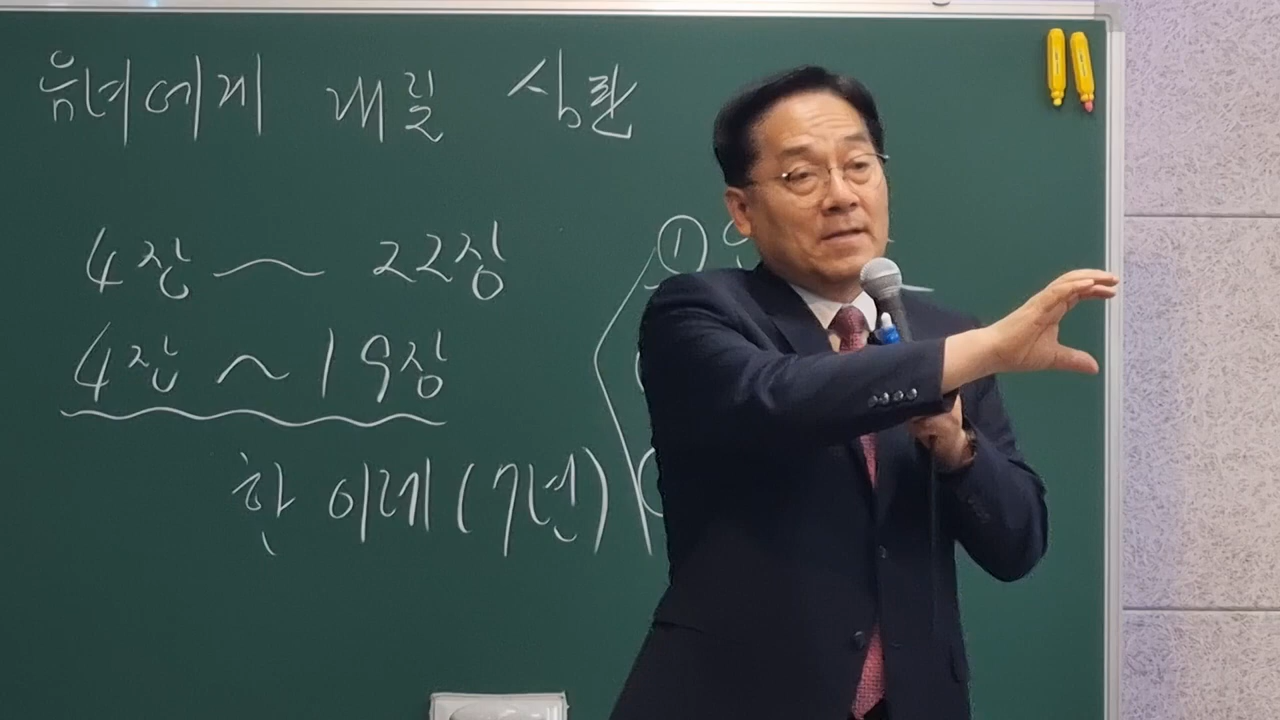 음녀에게 내릴 심판
4장 ~ 22장
①
4장 ~ 19장
한 이레 (7년)